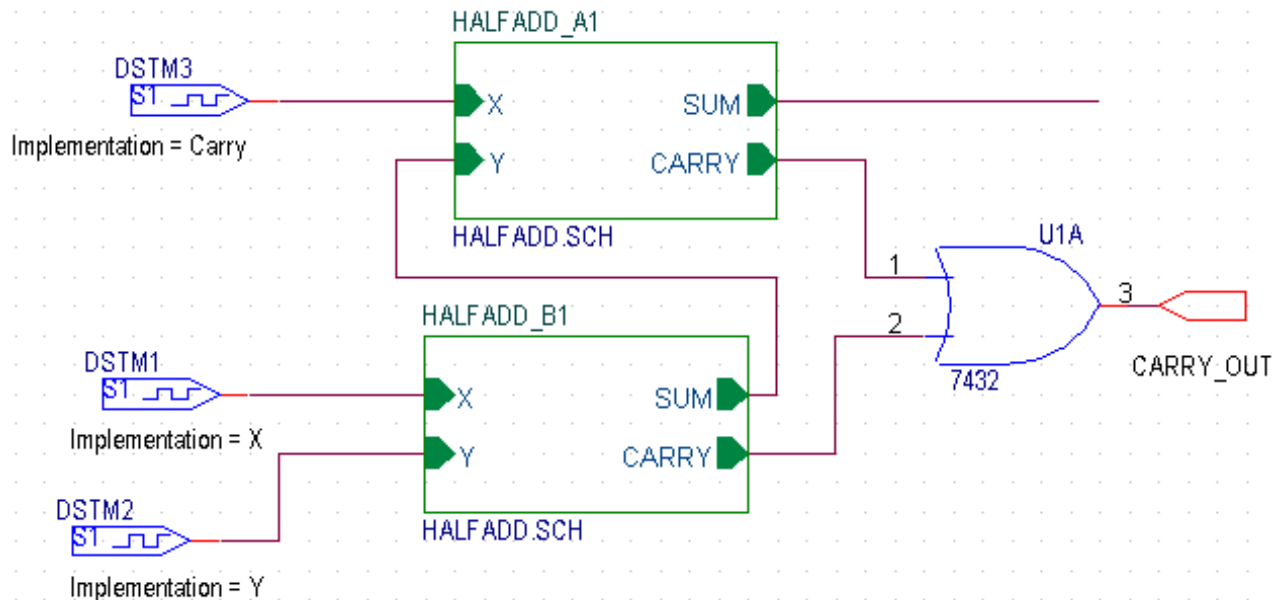 HALFADD_A1
DSTM3
S1
X
SUM
Implementation = Carry
Y
CARRY
HALFADD.SCH
U1A
1
3
HALFADD_B1
2
DSTM1
7432
CARRY_OUT
S1
X
SUM
Implementation = X
Y
CARRY
DSTM2
HALFADD.SCH
S1
Implementation = Y